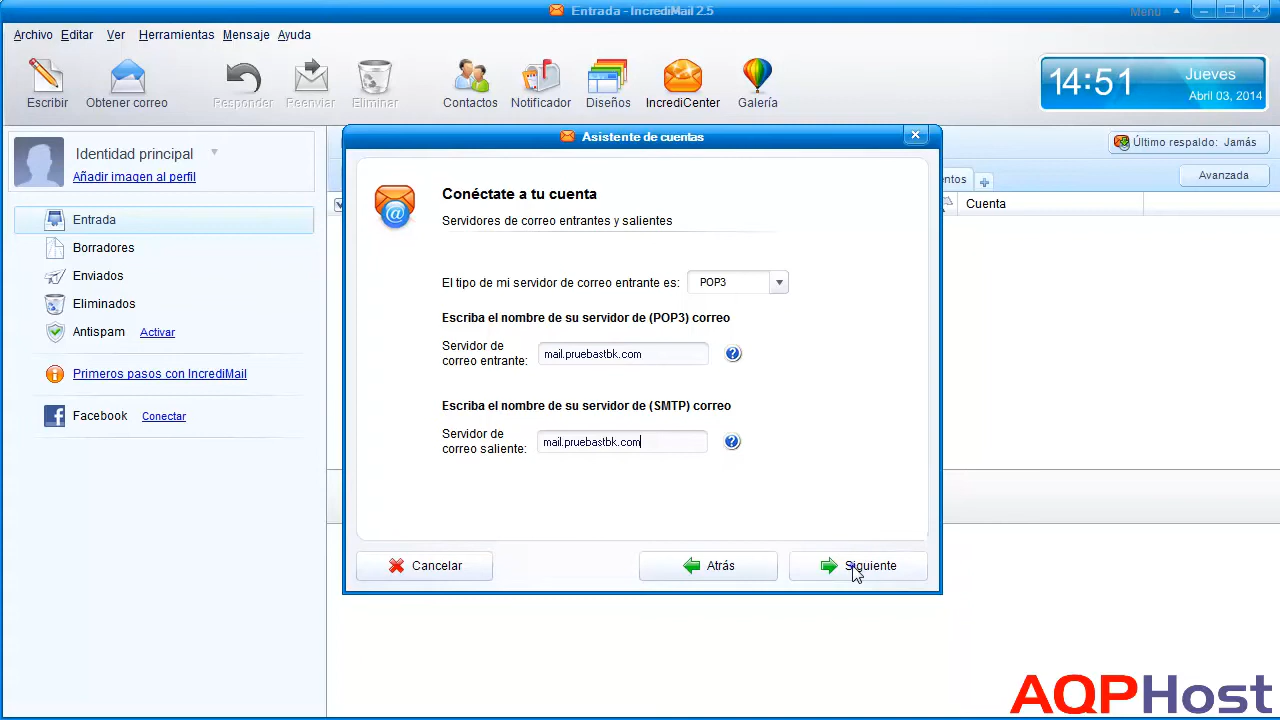 Entrada - IncrediMail 2.5
Menú
Archivo Editar Ver Herramientas Mensaje Ayuda
Escribir Obtener correo Responder Reenviar Eliminar Contactos Notificador Diseños IncrediCenter Galería
14:51 Jueves
Abril 03, 2014
Identidad principal
Añadir imagen al perfil
Entrada
Borradores
Enviados
Eliminados
Antispam Activar
Primeros pasos con IncrediMail
Facebook Conectar
Último respaldo: Jamás
entos
Avanzada
Cuenta
Asistente de cuentas
Conéctate a tu cuenta
Servidores de correo entrantes y salientes
El tipo de mi servidor de correo entrante es: POP3
Escriba el nombre de su servidor de (POP3) correo
Servidor de
correo entrante: mail.pruebastbk.com
Escriba el nombre de su servidor de (SMTP) correo
Servidor de
correo saliente: mail.pruebastbk.com
Cancelar Atrás Siguiente
AQPHost